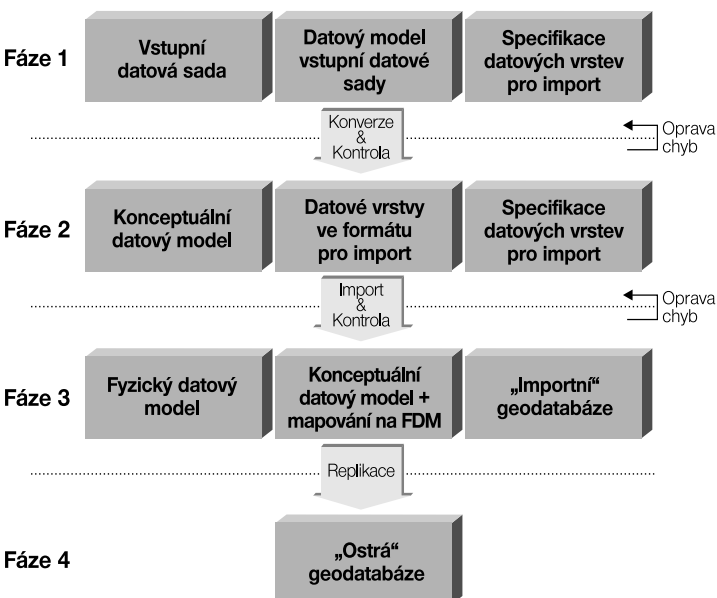 Fáze 1
Vstupní
datová sada
Datový model
vstupní datové
sady
Specifikace
datových vrstev
pro import
Konverze
&
Kontrola
Oprava
chyb
Fáze 2
Konceptuální
datový model
Datové vrstvy
ve formátu
pro import
Specifikace
datových vrstev
pro import
Import
&
Kontrola
Oprava
chyb
Fáze 3
Fyzický datový
model
Konceptuální
datový model +
mapování na FDM
„Importní“
geodatabáze
Replikace
Fáze 4
„Ostrá“
geodatabáze